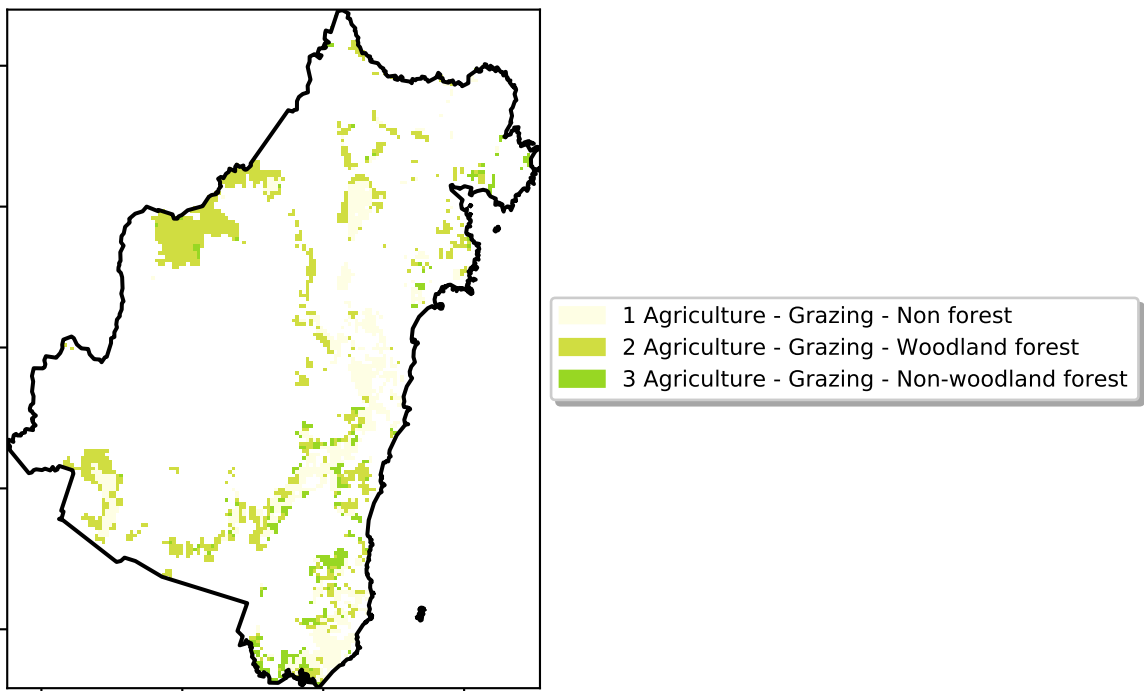 1 Agriculture - Grazing - Non forest
2 Agriculture - Grazing - Woodland forest
3 Agriculture - Grazing - Non-woodland forest